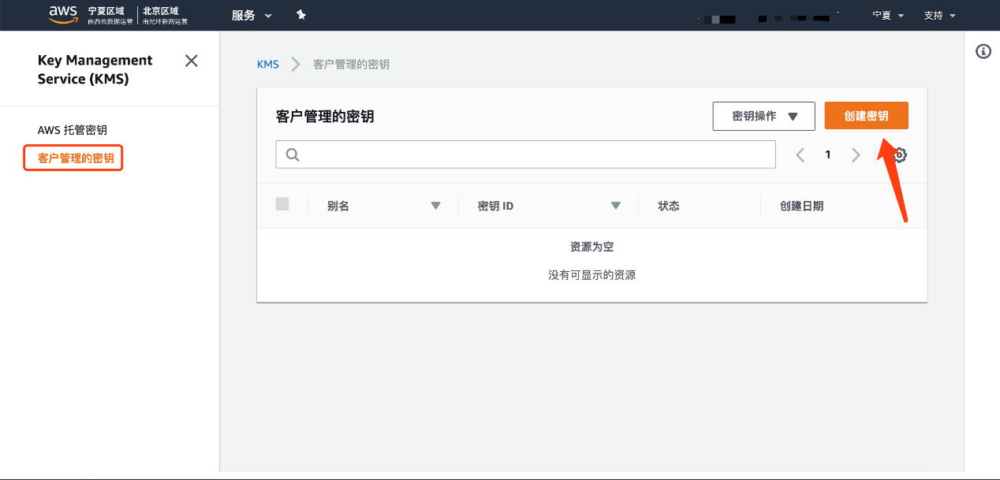 aws 宁夏区域 北京区域 服务 宁夏 支持
由西云数据运营 由光环新网运营
Key Management
Service (KMS)
AWS 托管密钥
客户管理的密钥
KMS 客户管理的密钥
客户管理的密钥 密钥操作 创建密钥
1
别名 密钥 ID 状态 创建日期
资源为空
没有可显示的资源